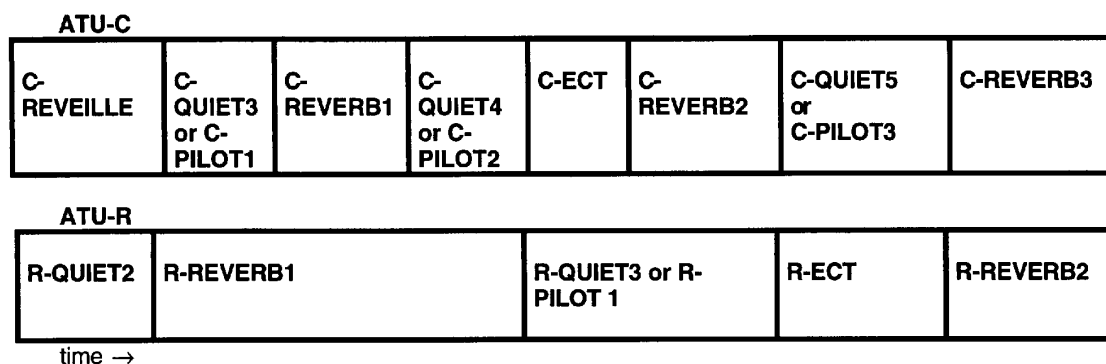 ATU-C
C-
REVEILLE
C-
QUIET3
or C-
PILOT1
C-
REVERB1
C-
QUIET4
or C-
PILOT2
C-ECT
C-
REVERB2
C-QUIET5
or
C-PILOT3
C-REVERB3
ATU-R
R-QUIET2
R-REVERB1
R-QUIET3 or R-
PILOT 1
R-ECT
R-REVERB2
time →